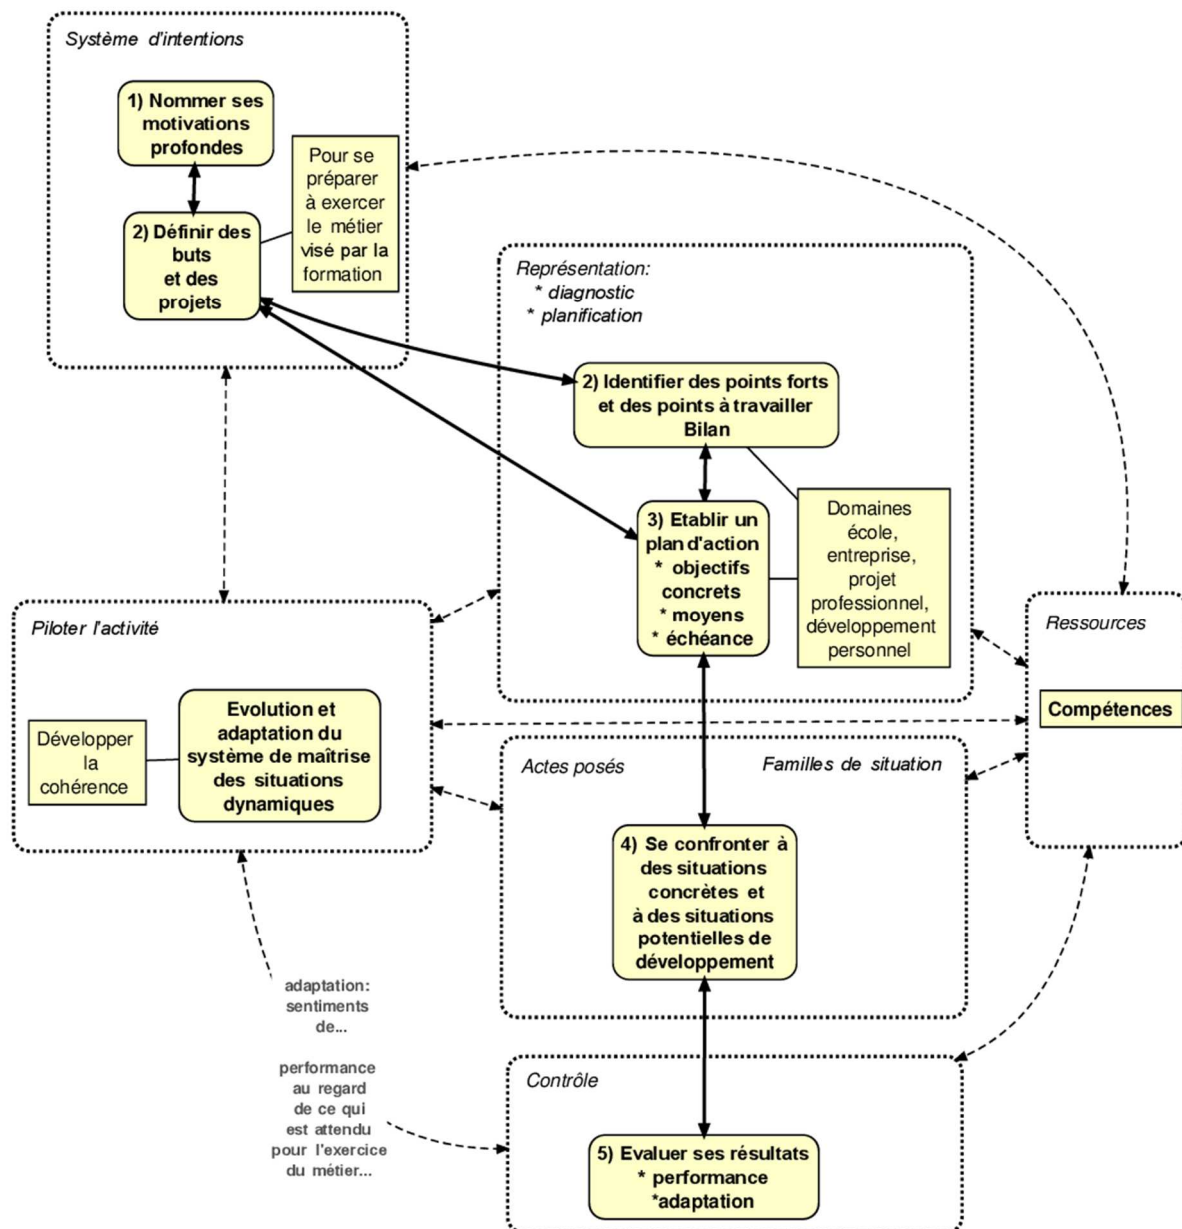 Système d'intentions
1) Nommer ses
motivations
profondes
Pour se
préparer
à exercer
le métier
visé par la
formation
2) Définir des
buts
et des
projets
Représentation:
* diagnostic
* planification
2) Identifier des points forts
et des points à travailler
Bilan
3) Etablir un
plan d'action
* objectifs
concrets
* moyens
* échéance
Domaines
école,
entreprise,
projet
professionnel,
développement
personnel
Piloter l'activité
Développer
la
cohérence
Evolution et
adaptation du
système de maîtrise
des situations
dynamiques
Ressources
Compétences
Actes posés
Familles de situation
4) Se confronter à
des situations
concrètes et
à des situations
potentielles de
développement
adaptation:
sentiments
de...
performance
au regard
de ce qui
est attendu
pour l'exercice
du métier...
Contrôle
5) Evaluer ses résultats
* performance
*adaptation